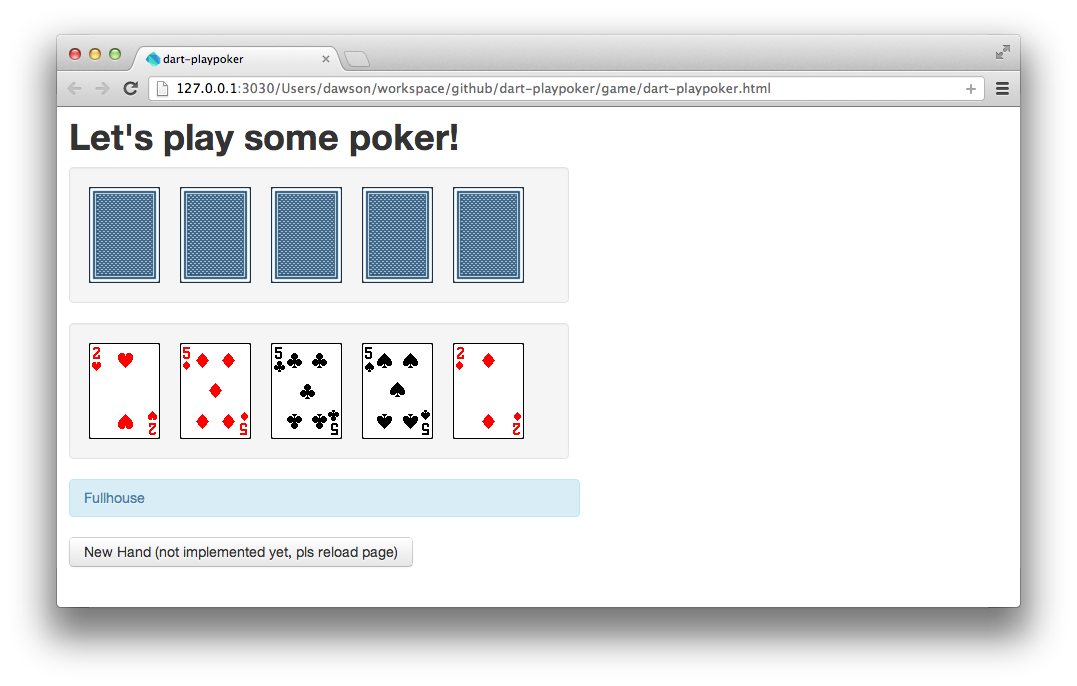 dart-playpoker
127.0.0.1:3030/Users/dawson/workspace/github/dart-playpoker/game/dart-playpoker.html
Let's play some poker!
2 5 5 5 2
2 5 5 5 2
Fullhouse
New Hand (not implemented yet, pls reload page)